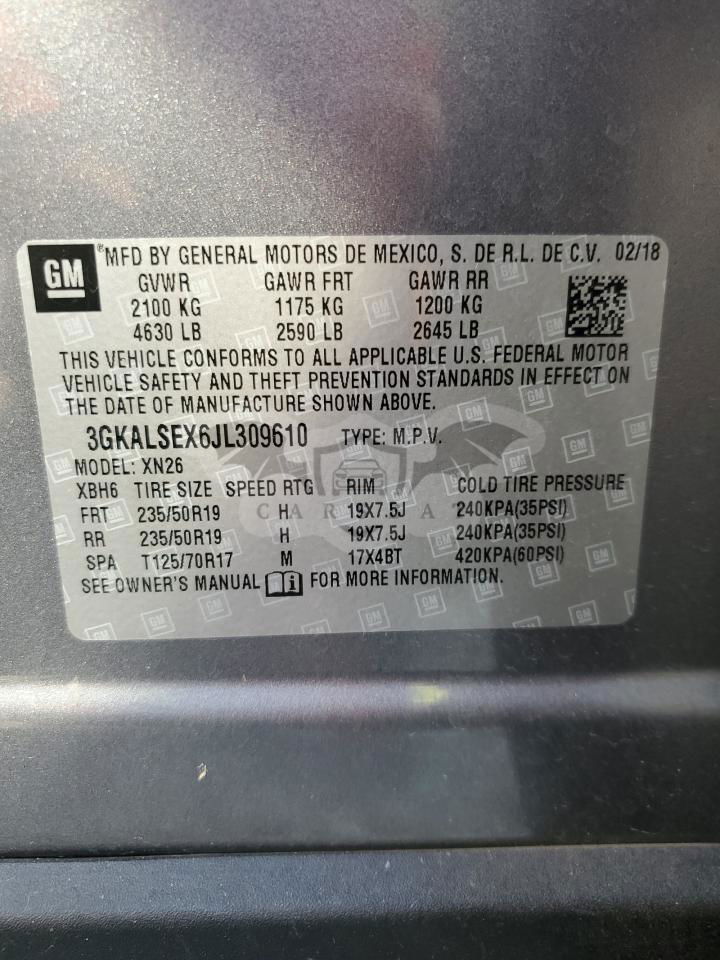 GM
®MFD BY GENERAL MOTORS DE MEXICO, S. DE R.L. DE C.V. 02/18
GVWR GAWR FRT GAWR RR
2100 KG 1175 KG 1200 KG
4630 LB 2590 LB 2645 LB
THIS VEHICLE CONFORMS TO ALL APPLICABLE U.S. FEDERAL MOTOR
VEHICLE SAFETY AND THEFT PREVENTION STANDARDS IN EFFECT ON
THE DATE OF MANUFACTURE SHOWN ABOVE.
3GKALSEX6JL309610 TYPE: M.P.V.
MODEL: XN26
XBH6 TIRE SIZE SPEED RTG RIM COLD TIRE PRESSURE
FRT 235/50R19 H 19X7.5J 240KPA(35PSI)
RR 235/50R19 H 19X7.5J 240KPA(35PSI)
SPA T125/70R17 M 17X4BT 420KPA(60PSI)
SEE OWNER'S MANUAL FOR MORE INFORMATION.